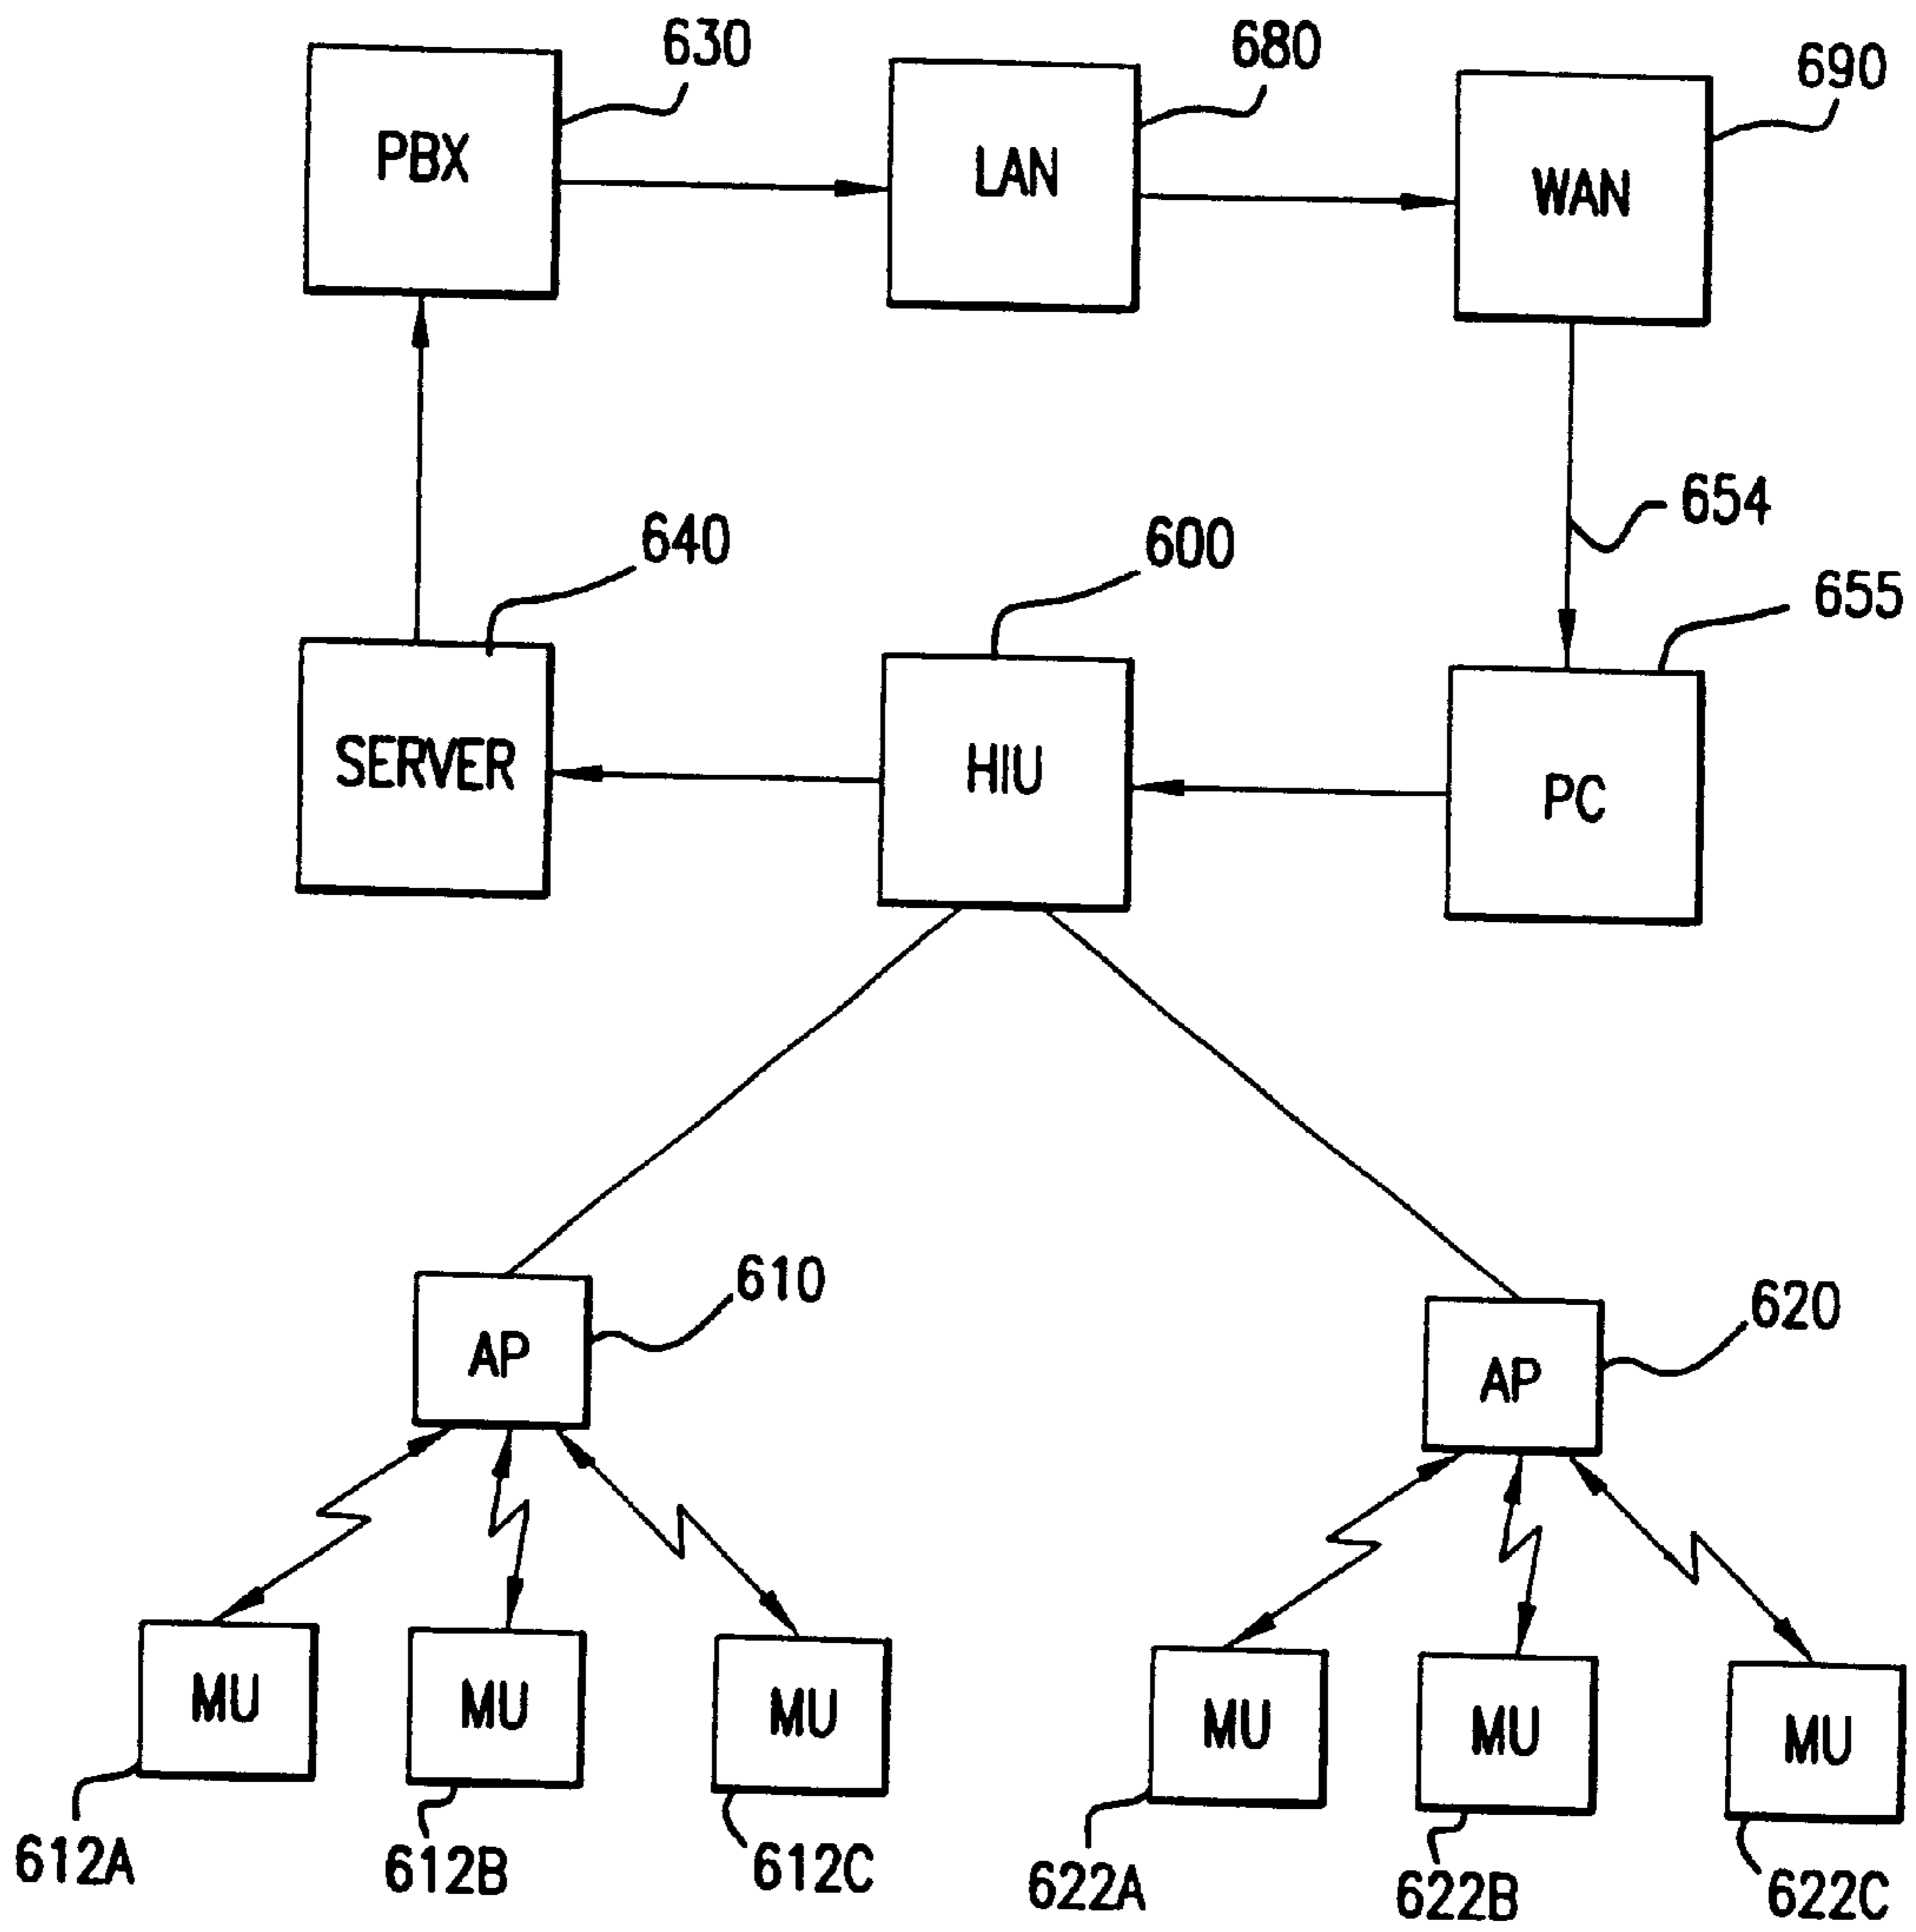 630
680
690
PBX
LAN
WAN
654
640
600
655
SERVER
HIU
PC
610
620
AP
AP
MU
MU
MU
MU
MU
MU
612A
612B
612C
622A
622B
622C